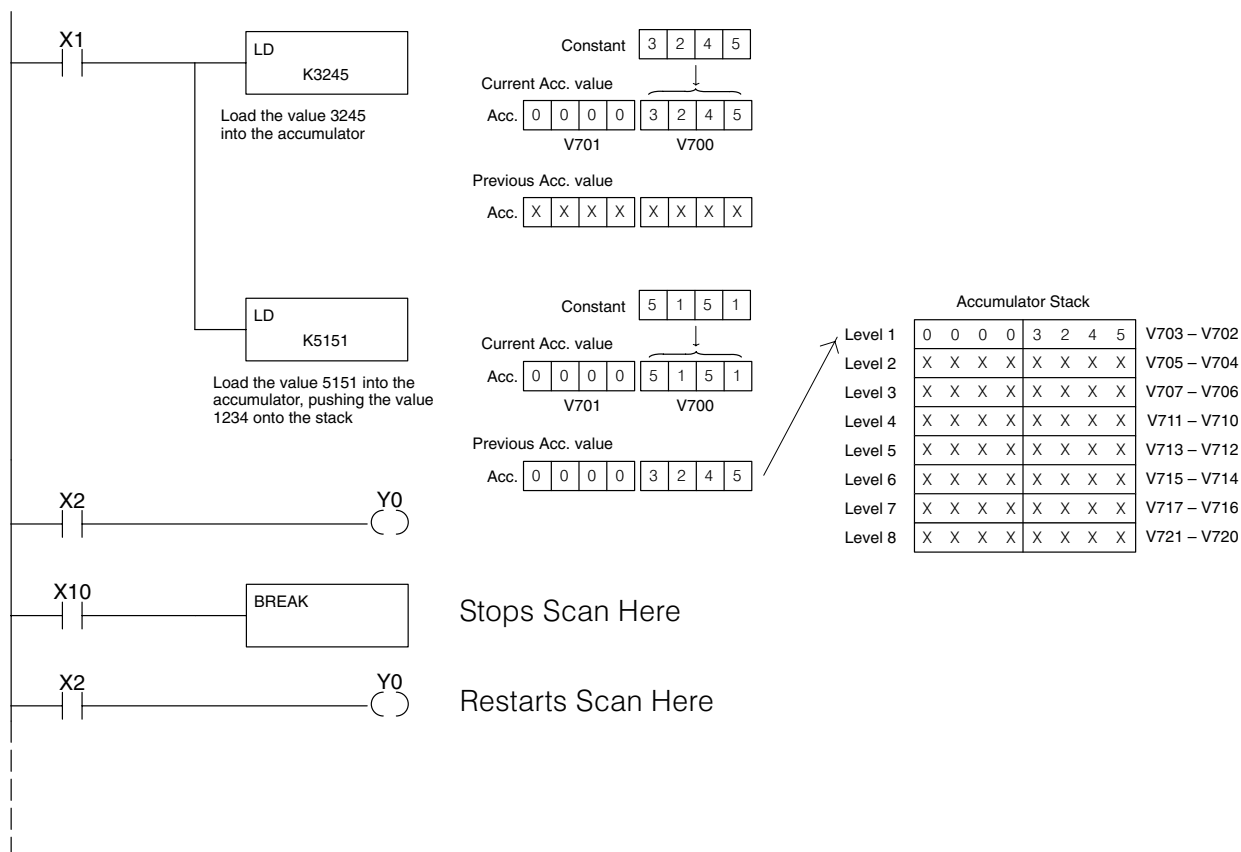 X1
LD
K3245
Load the value 3245
into the accumulator
Constant 3 2 4 5
Current Acc. value
Acc. 0 0 0 0 3 2 4 5
V701 V700
Previous Acc. value
Acc. X X X X X X X X
LD
K5151
Load the value 5151 into the
accumulator, pushing the value
1234 onto the stack
Constant 5 1 5 1
Current Acc. value
Acc. 0 0 0 0 5 1 5 1
V701 V700
Previous Acc. value
Acc. 0 0 0 0 3 2 4 5
Accumulator Stack
Level 1 0 0 0 0 3 2 4 5 V703 – V702
Level 2 X X X X X X X X V705 – V704
Level 3 X X X X X X X X V707 – V706
Level 4 X X X X X X X X V711 – V710
Level 5 X X X X X X X X V713 – V712
Level 6 X X X X X X X X V715 – V714
Level 7 X X X X X X X X V717 – V716
Level 8 X X X X X X X X V721 – V720
X2 Y0
X10
BREAK
Stops Scan Here
X2 Y0
Restarts Scan Here